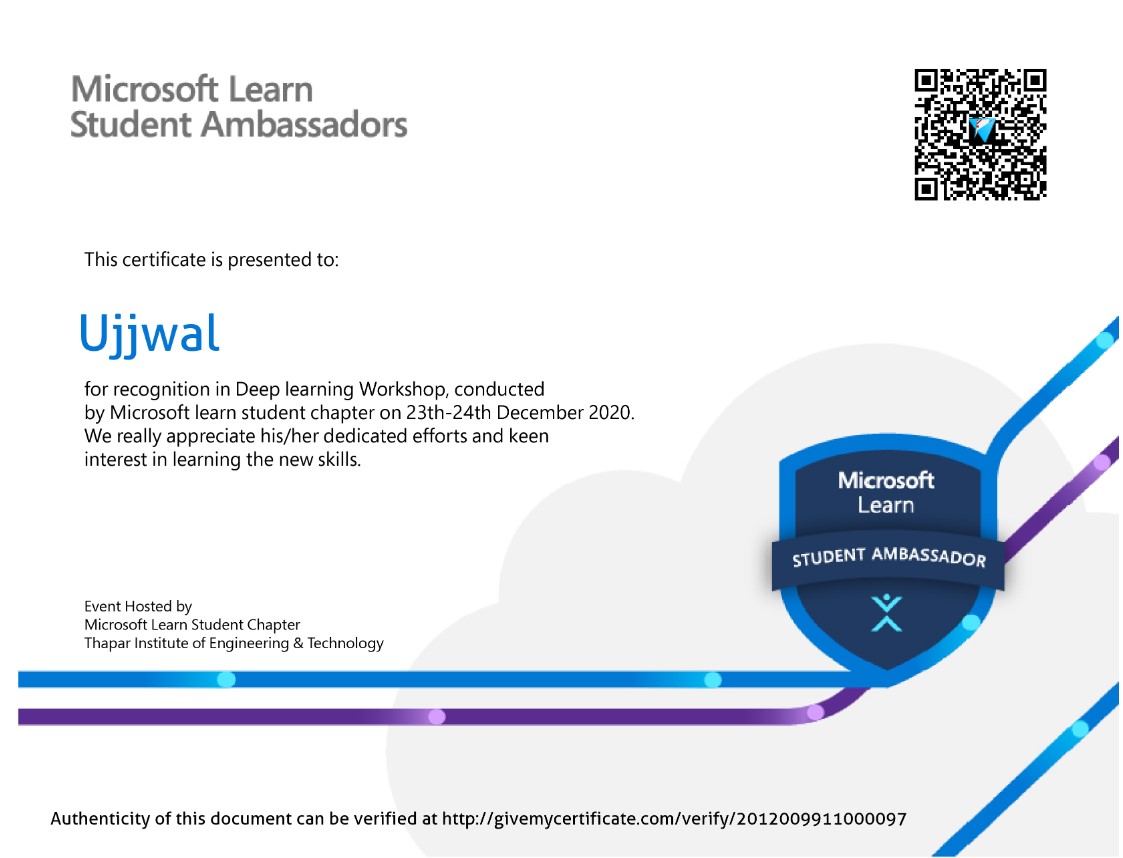 Microsoft Learn
Student Ambassadors
This certificate is presented to:
Ujjwal
for recognition in Deep learning Workshop, conducted
by Microsoft learn student chapter on 23th-24th December 2020.
We really appreciate his/her dedicated efforts and keen
interest in learning the new skills.
Microsoft
Learn
STUDENT AMBASSADOR
Event Hosted by
Microsoft Learn Student Chapter
Thapar Institute of Engineering & Technology
Authenticity of this document can be verified at http://givemycertificate.com/verify/2012009911000097